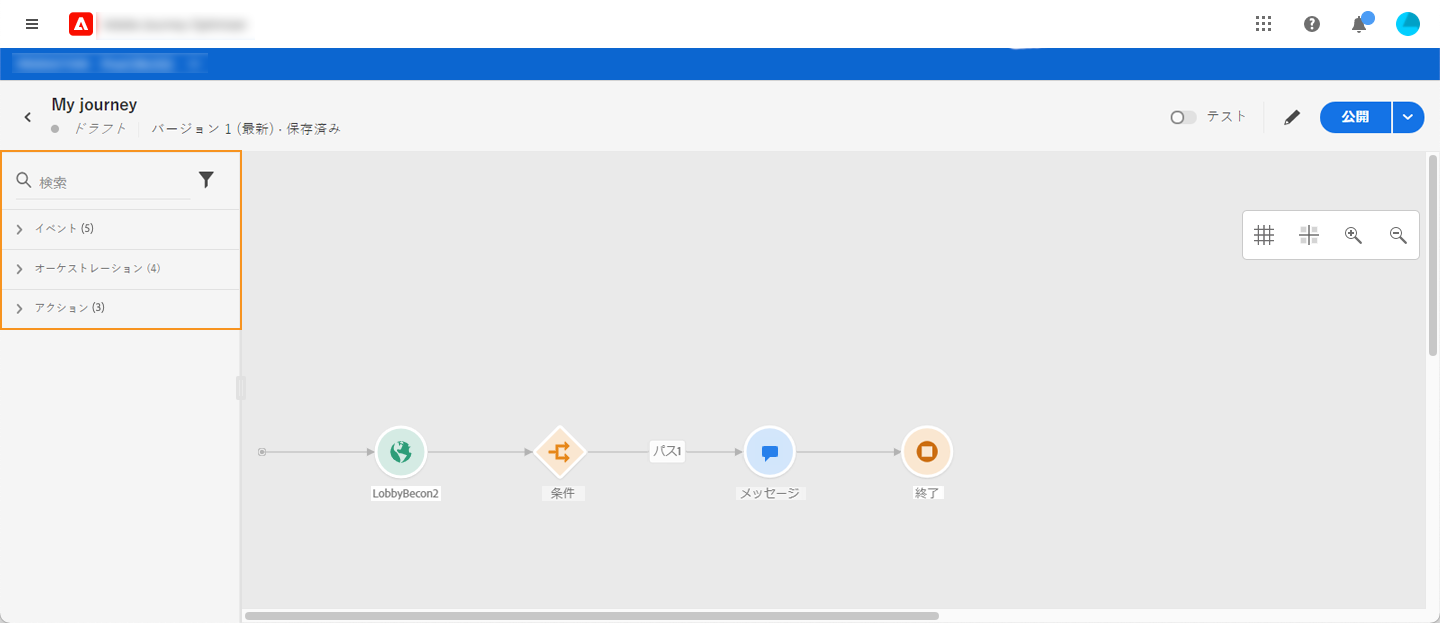 My journey
ドラフト バージョン 1 (最新) · 保存済み
テスト
公開
検索
イベント (5)
オーケストレーション (4)
アクション (3)
パス1
LobbyBecon2
条件
メッセージ
終了